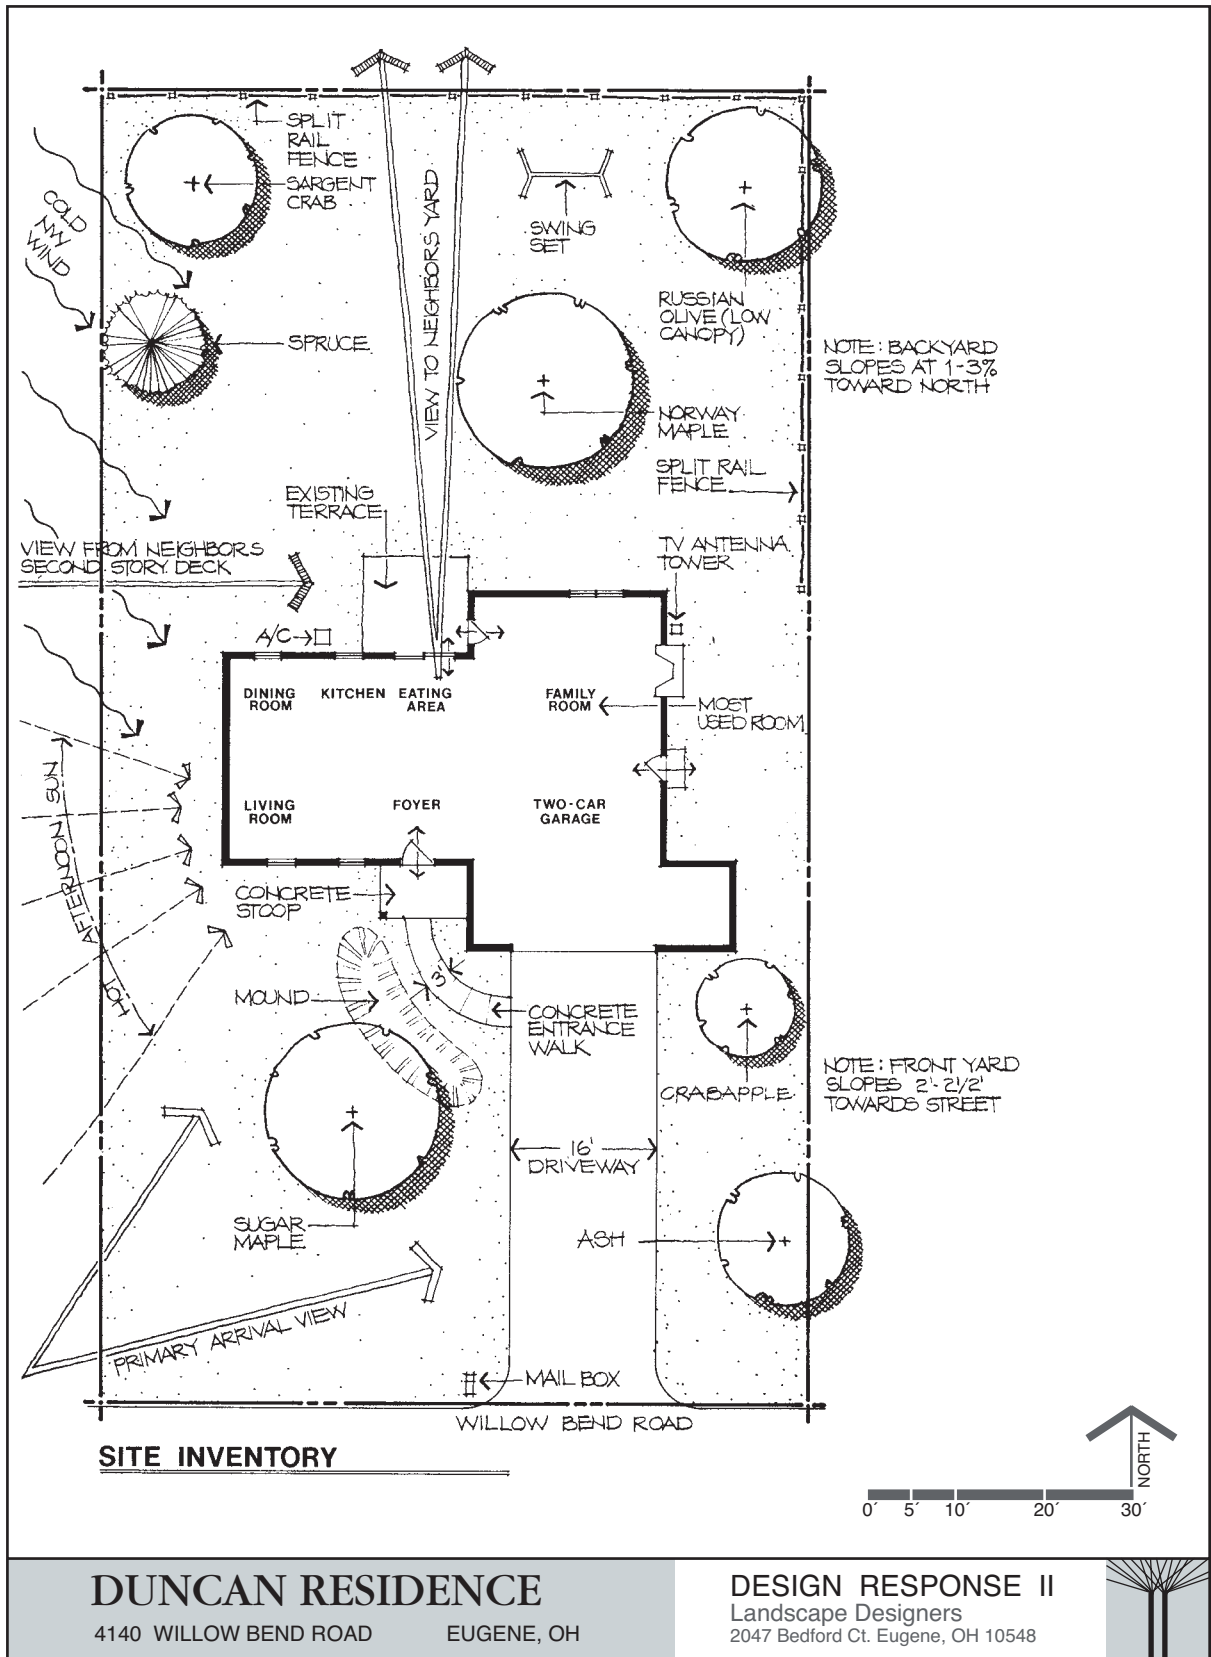 SPLIT
RAIL
FENCE
SARGENT
CRAB
COLD
NW
WIND
VIEW TO NEIGHBORS YARD
SWING
SET
RUSSIAN
OLIVE (LOW
CANOPY)
SPRUCE
NOTE: BACKYARD
SLOPES AT 1-3%
TOWARD NORTH
NORWAY
MAPLE
SPLIT RAIL
FENCE
EXISTING
TERRACE
VIEW FROM NEIGHBORS
SECOND STORY DECK
TV ANTENNA
TOWER
A/C
DINING
ROOM
KITCHEN
EATING
AREA
FAMILY
ROOM
MOST
USED ROOM
HOT AFTERNOON SUN
LIVING
ROOM
FOYER
TWO-CAR
GARAGE
CONCRETE
STOOP
3'
MOUND
CONCRETE
ENTRANCE
WALK
CRABAPPLE
NOTE: FRONT YARD
SLOPES 2'-2 1/2'
TOWARDS STREET
16'
DRIVEWAY
SUGAR
MAPLE
ASH
PRIMARY ARRIVAL VIEW
MAIL BOX
WILLOW BEND ROAD
SITE INVENTORY
NORTH
0´ 5´ 10´ 20´ 30´
DUNCAN RESIDENCE
4140 WILLOW BEND ROAD EUGENE, OH
DESIGN RESPONSE II
Landscape Designers
2047 Bedford Ct. Eugene, OH 10548